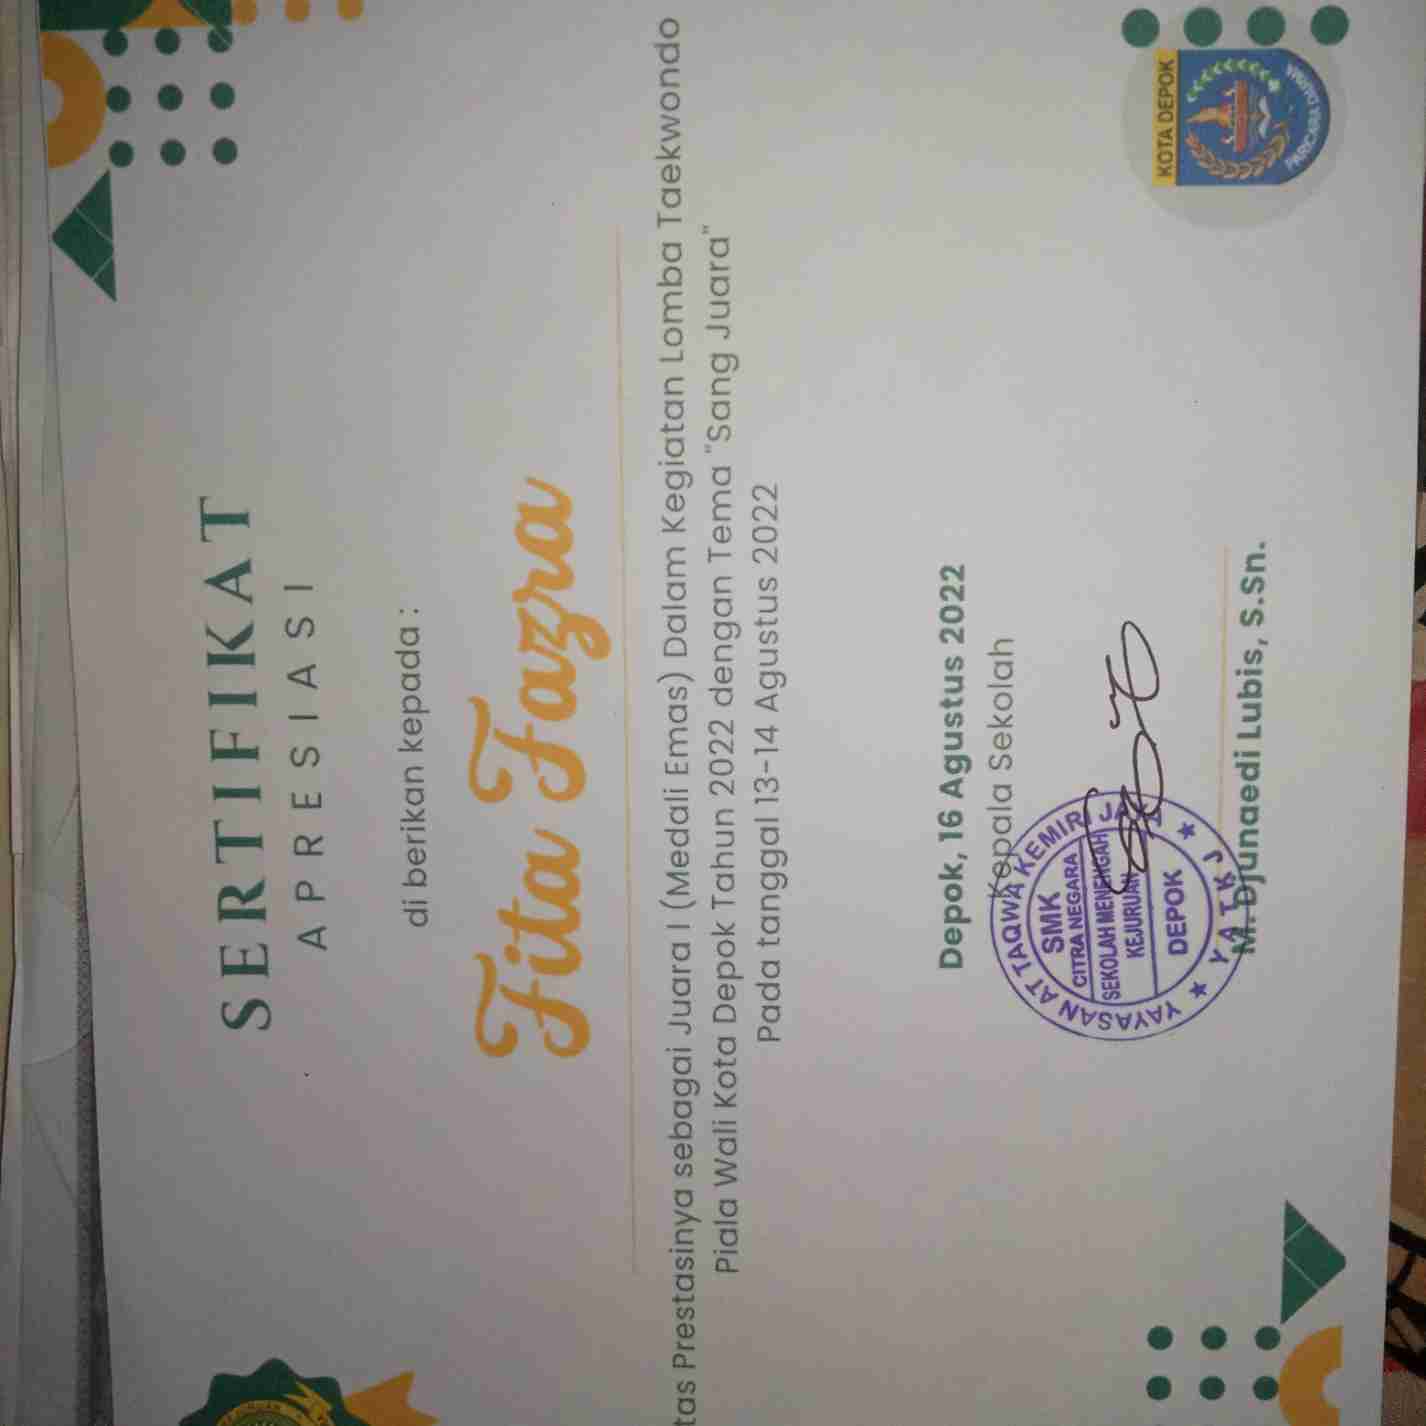 SERTIFIKAT
APRESIASI
di berikan kepada :
Fita Fazra
tas Prestasinya sebagai Juara I (Medali Emas) Dalam Kegiatan Lomba Taekwondo
Piala Wali Kota Depok Tahun 2022 dengan Tema "Sang Juara"
Pada tanggal 13-14 Agustus 2022
Depok, 16 Agustus 2022
Kepala Sekolah
YAYASAN AT TAQWA KEMIRI JAYA
SMK
CITRA NEGARA
SEKOLAH MENENGAH
KEJURUAN
DEPOK
YATKJ
M. Djunaedi Lubis, S.Sn.
KOTA DEPOK
PARICARA DHARMA